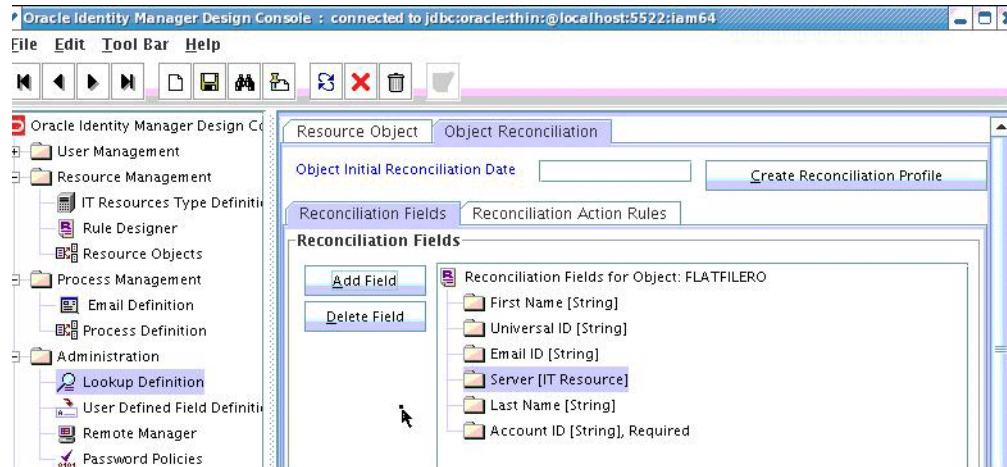 Oracle Identity Manager Design Console : connected to jdbc:oracle:thin:@localhost:5522:iam64
File Edit Tool Bar Help
Oracle Identity Manager Design Co
User Management
Resource Management
IT Resources Type Definiti
Rule Designer
Resource Objects
Process Management
Email Definition
Process Definition
Administration
Lookup Definition
User Defined Field Definiti
Remote Manager
Password Policies
Resource Object Object Reconciliation
Object Initial Reconciliation Date Create Reconciliation Profile
Reconciliation Fields Reconciliation Action Rules
Reconciliation Fields
Add Field
Delete Field
Reconciliation Fields for Object: FLATFILERO
First Name [String]
Universal ID [String]
Email ID [String]
Server [IT Resource]
Last Name [String]
Account ID [String], Required